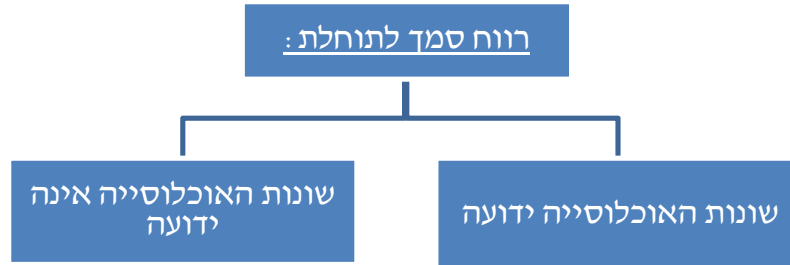 רווח סמך לתוחלת :
שונות האוכלוסייה ידועה
שונות האוכלוסייה אינה
ידועה